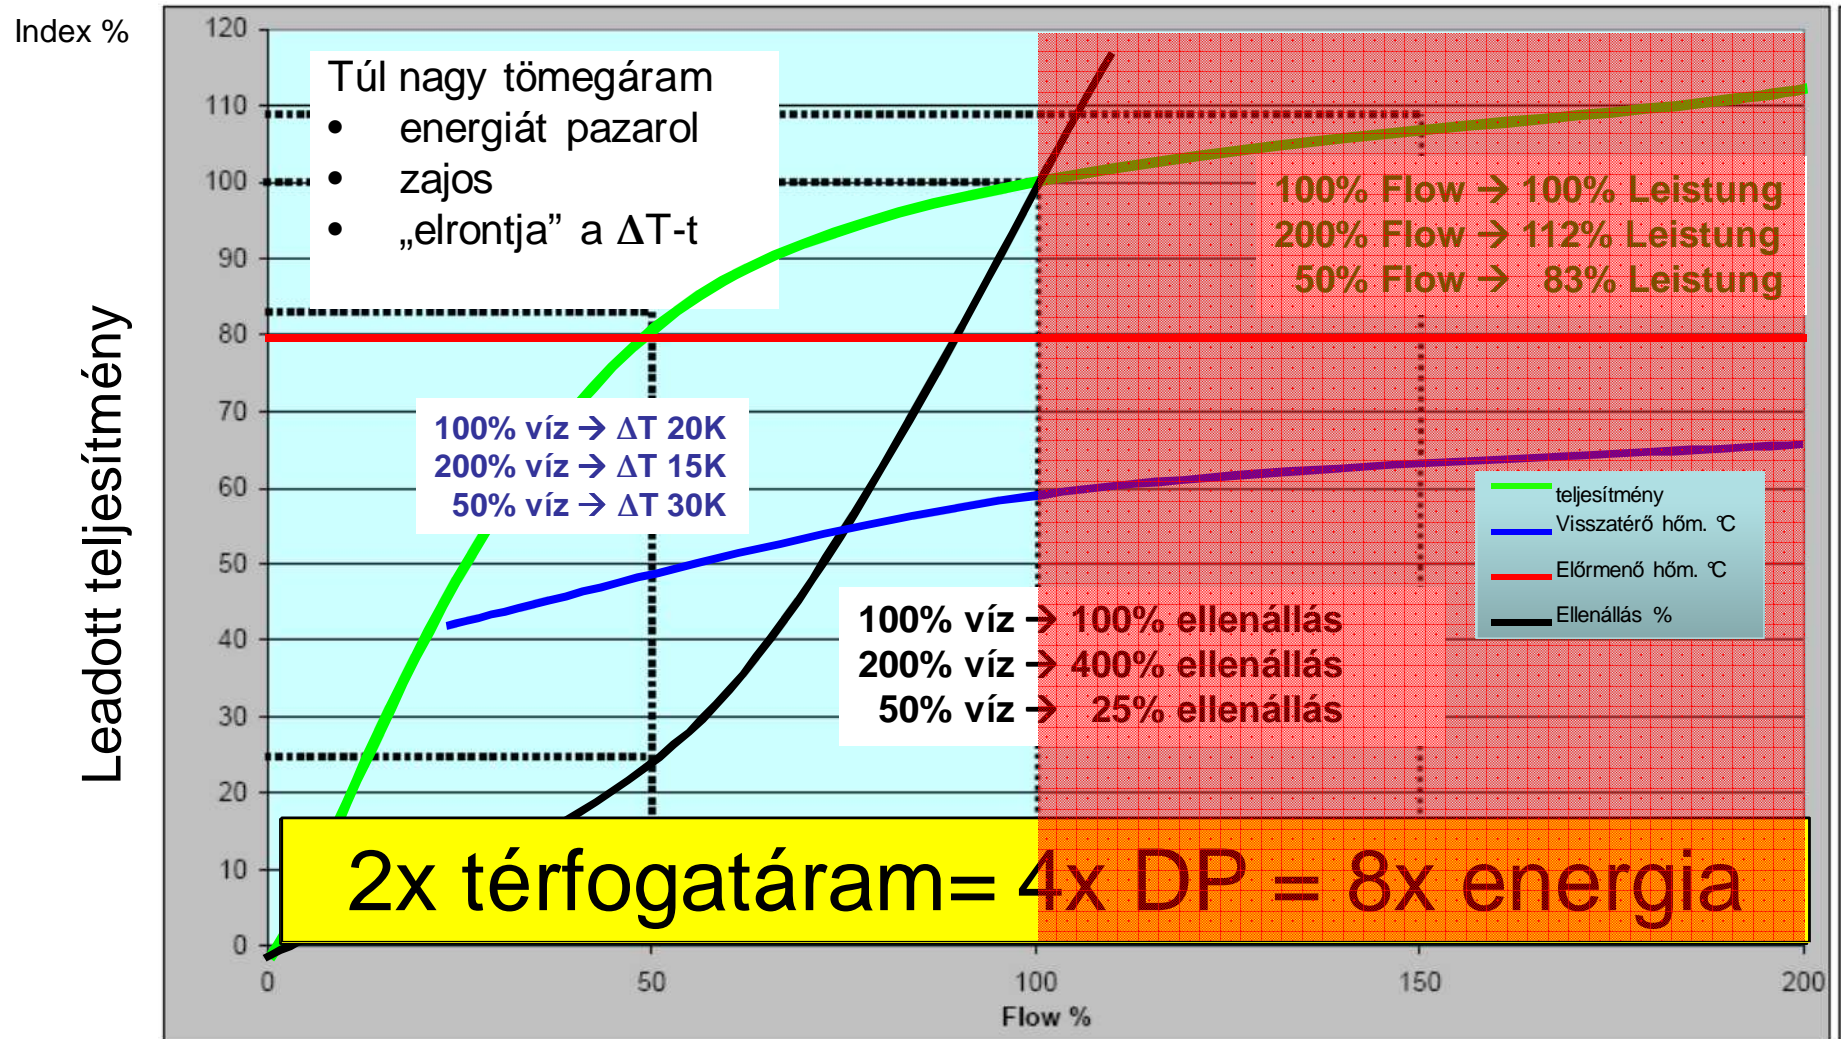 Index %
Leadott teljesítmény
120
110
100
90
80
70
60
50
40
30
20
10
0
Túl nagy tömegáram
• energiát pazarol
• zajos
• „elrontja” a ΔT-t
100% Flow → 100% Leistung
200% Flow → 112% Leistung
50% Flow → 83% Leistung
100% víz → ΔT 20K
200% víz → ΔT 15K
50% víz → ΔT 30K
teljesítmény
Visszatérő hőm. °C
Előrmenő hőm. °C
Ellenállás %
100% víz → 100% ellenállás
200% víz → 400% ellenállás
50% víz → 25% ellenállás
2x térfogatáram= 4x DP = 8x energia
0 50 100 150 200
Flow %